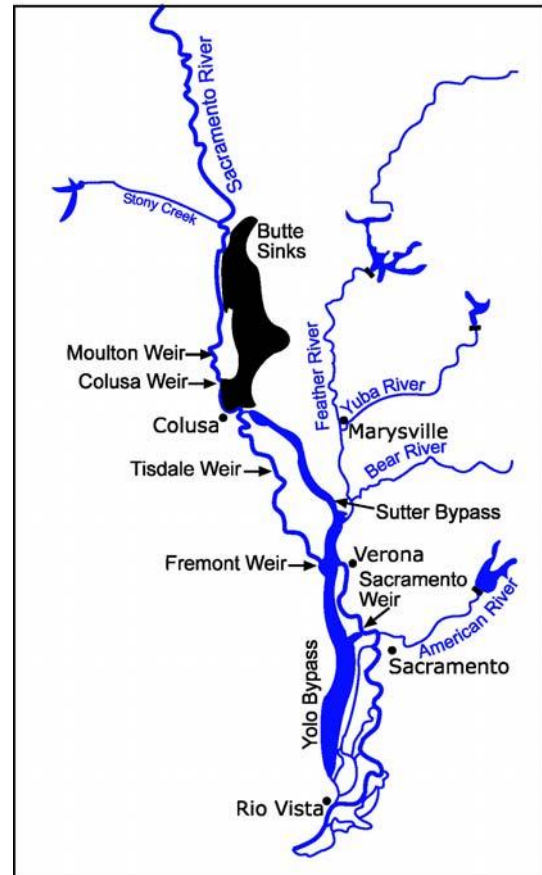 Sacramento River
Stony Creek
Butte
Sinks
Moulton Weir
Colusa Weir
Colusa
Feather River
Yuba River
Marysville
Bear River
Tisdale Weir
Sutter Bypass
Fremont Weir
Verona
Sacramento
Weir
American River
Sacramento
Yolo Bypass
Rio Vista